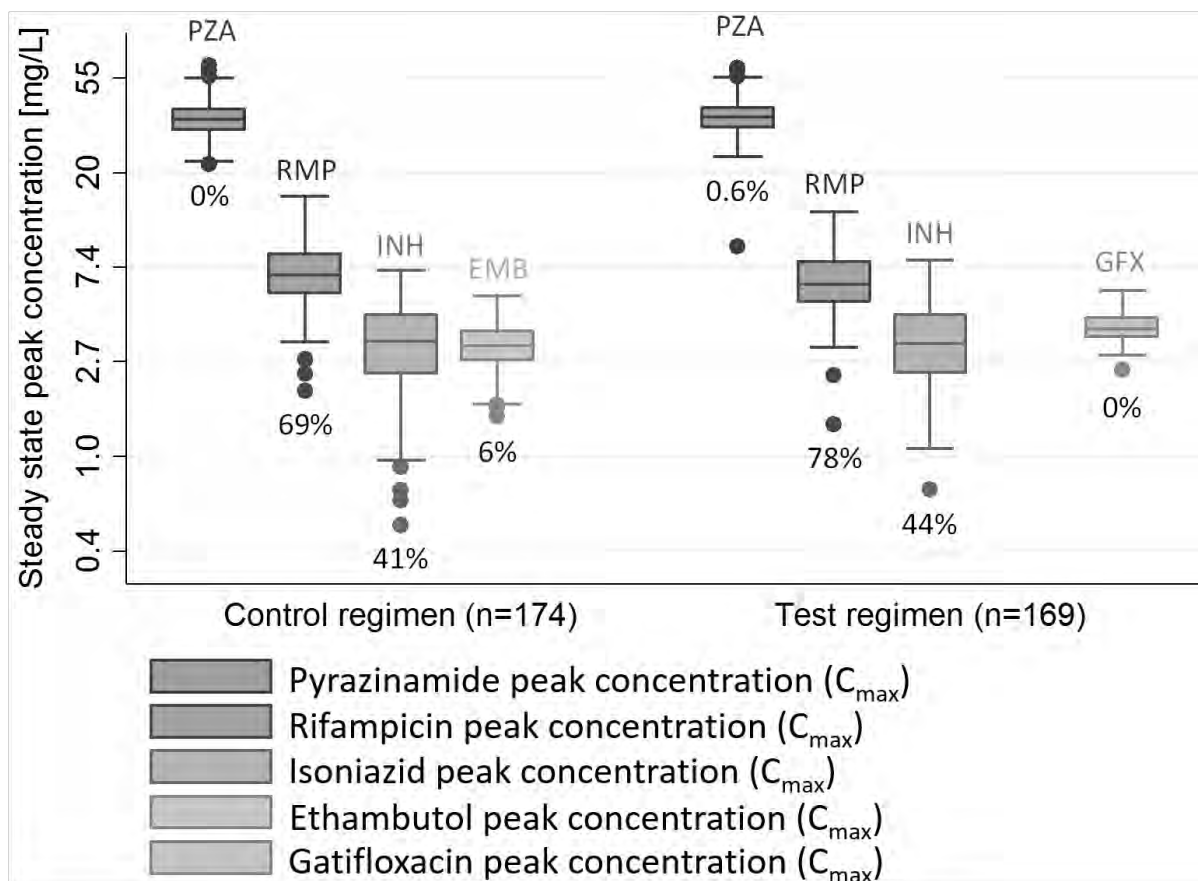 Steady state peak concentration [mg/L]
55
20
7.4
2.7
1.0
0.4
PZA
0%
RMP
69%
INH
41%
EMB
6%
PZA
0.6%
RMP
78%
INH
44%
GFX
0%
Control regimen (n=174)
Test regimen (n=169)
Pyrazinamide peak concentration (Cmax)
Rifampicin peak concentration (Cmax)
Isoniazid peak concentration (Cmax)
Ethambutol peak concentration (Cmax)
Gatifloxacin peak concentration (Cmax)